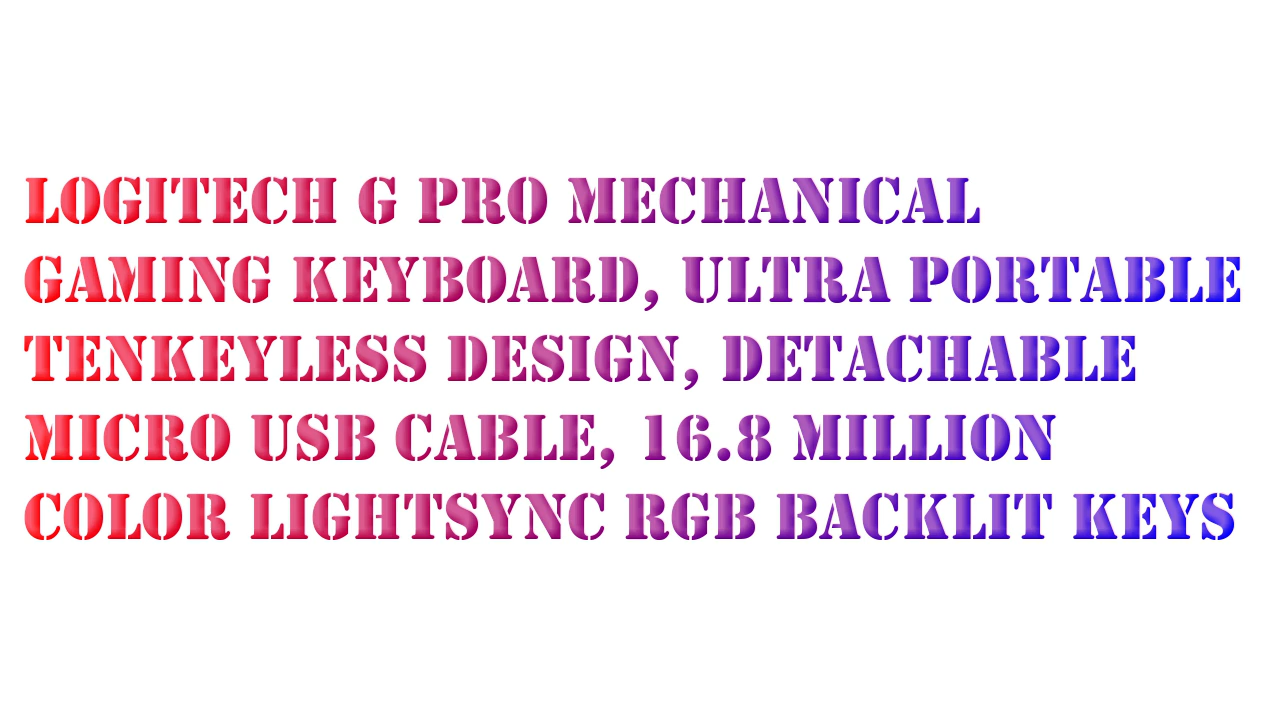 LOGITECH G PRO MECHANICAL
GAMING KEYBOARD, ULTRA PORTABLE
TENKEYLESS DESIGN, DETACHABLE
MICRO USB CABLE, 16.8 MILLION
COLOR LIGHTSYNC RGB BACKLIT KEYS